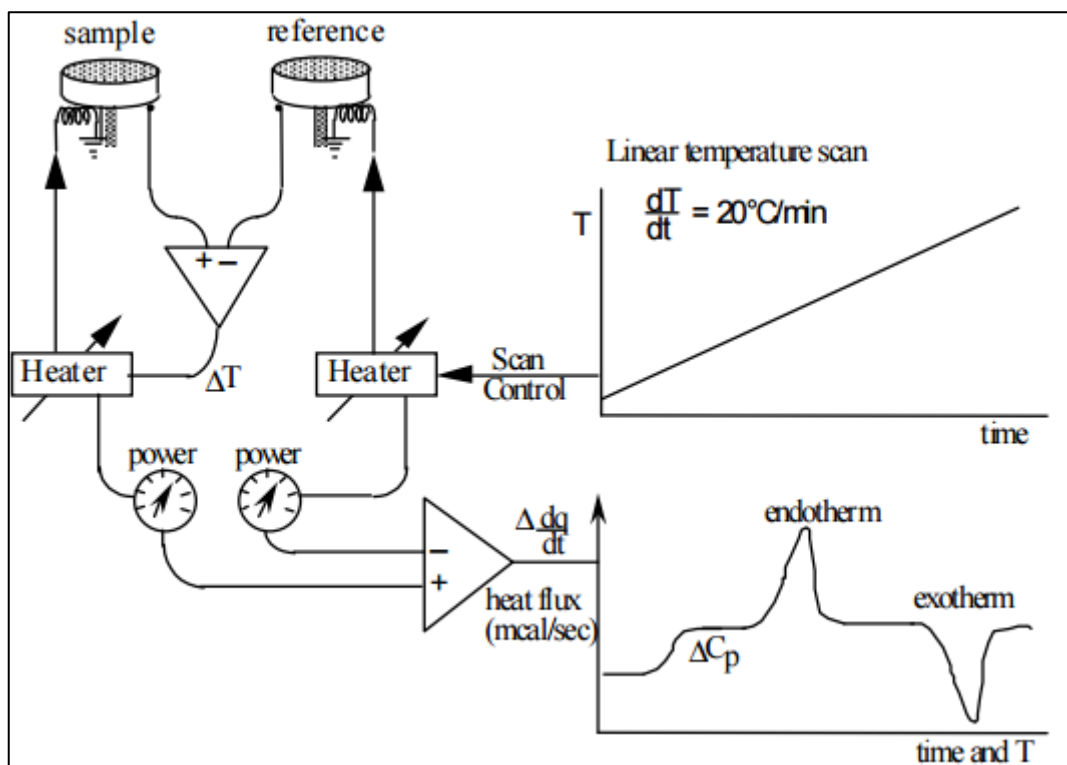 sample
reference
Linear temperature scan
T
dT
dt
= 20°C/min
+ −
Heater
ΔT
Heater
Scan
Control
time
power
power
−
+
Δ dq
dt
heat flux
(mcal/sec)
endotherm
exotherm
ΔCp
time and T